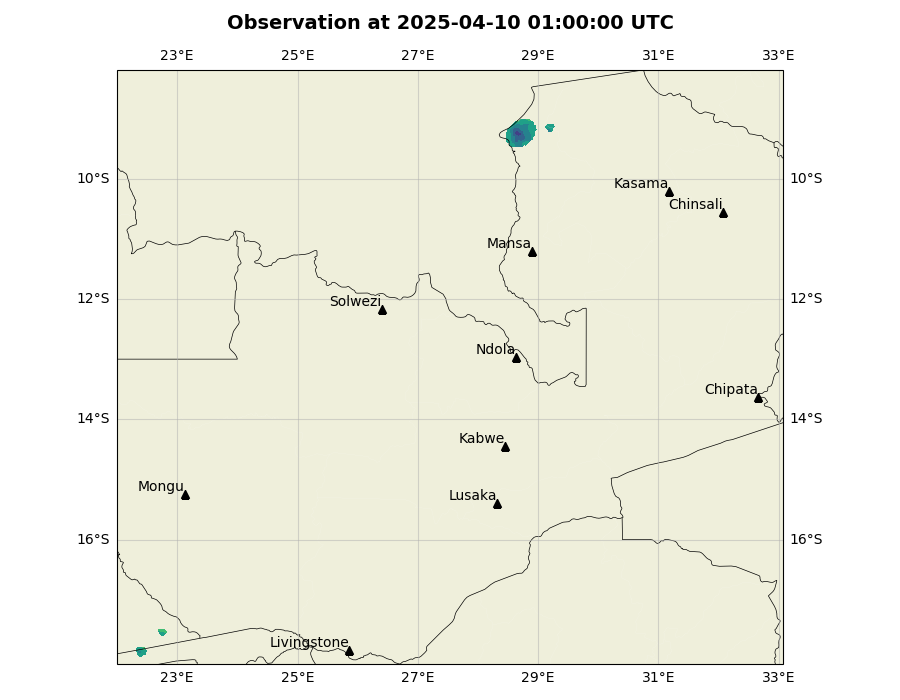 Observation at 2025-04-10 01:00:00 UTC
23°E 25°E 27°E 29°E 31°E 33°E
10°S 10°S
Kasama
Chinsali
Mansa
12°S 12°S
Solwezi
Ndola
Chipata
14°S 14°S
Kabwe
Mongu
Lusaka
16°S 16°S
Livingstone
23°E 25°E 27°E 29°E 31°E 33°E